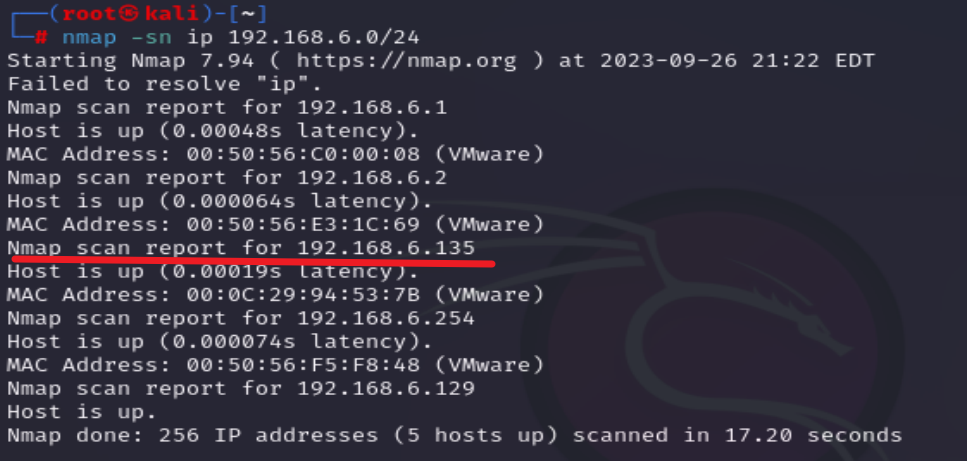 ┌──(root㉿kali)-[~]
└─# nmap -sn ip 192.168.6.0/24
Starting Nmap 7.94 ( https://nmap.org ) at 2023-09-26 21:22 EDT
Failed to resolve "ip".
Nmap scan report for 192.168.6.1
Host is up (0.00048s latency).
MAC Address: 00:50:56:C0:00:08 (VMware)
Nmap scan report for 192.168.6.2
Host is up (0.000064s latency).
MAC Address: 00:50:56:E3:1C:69 (VMware)
Nmap scan report for 192.168.6.135
Host is up (0.00019s latency).
MAC Address: 00:0C:29:94:53:7B (VMware)
Nmap scan report for 192.168.6.254
Host is up (0.000074s latency).
MAC Address: 00:50:56:F5:F8:48 (VMware)
Nmap scan report for 192.168.6.129
Host is up.
Nmap done: 256 IP addresses (5 hosts up) scanned in 17.20 seconds